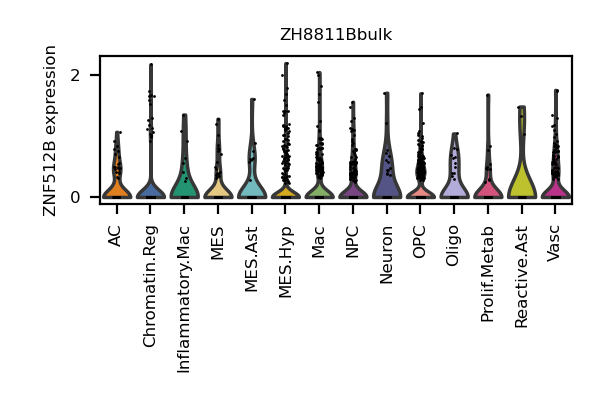 ZH8811Bbulk
ZNF512B expression
2
0
AC
Chromatin.Reg
Inflammatory.Mac
MES
MES.Ast
MES.Hyp
Mac
NPC
Neuron
OPC
Oligo
Prolif.Metab
Reactive.Ast
Vasc